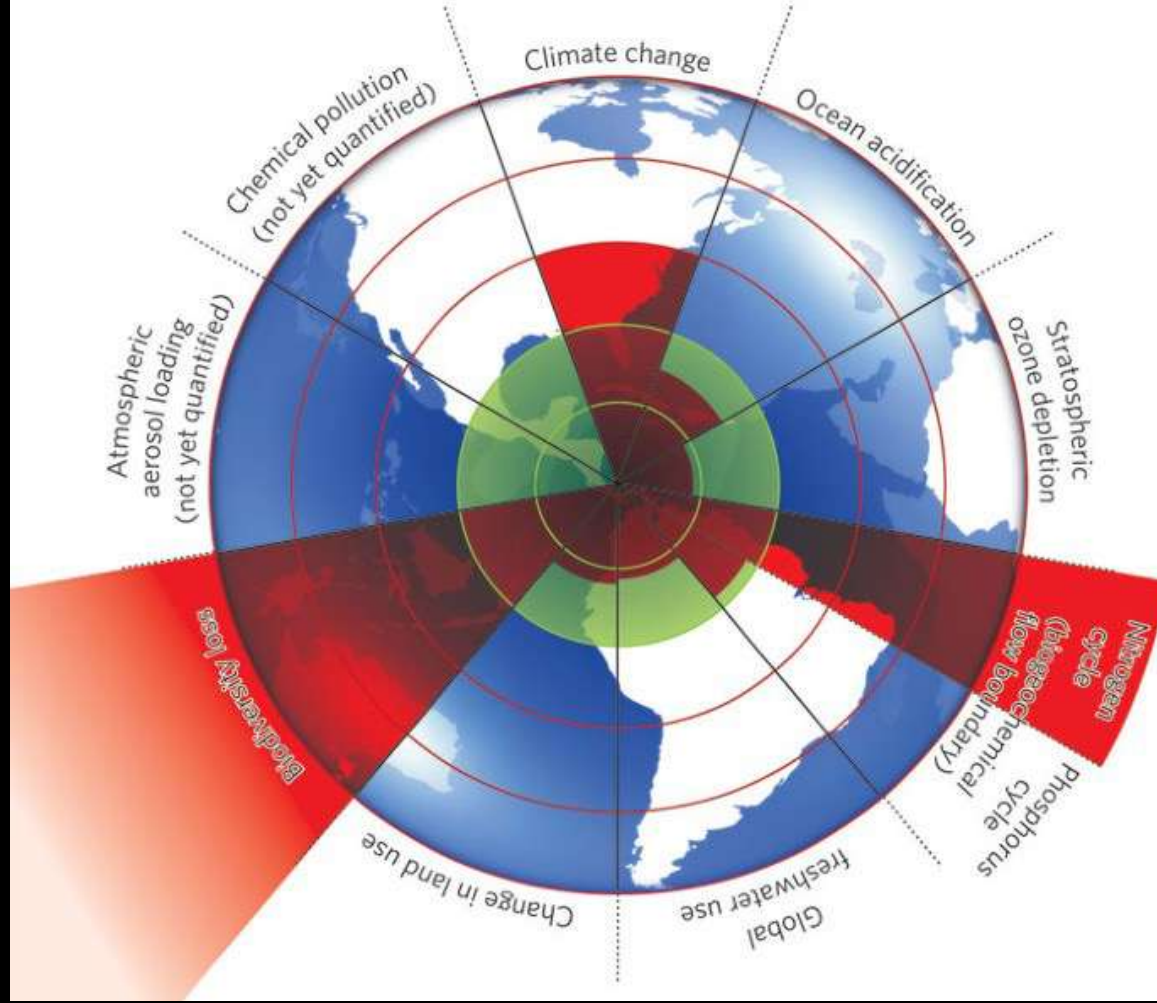 Climate change
Ocean acidification
Stratospheric
ozone depletion
Nitrogen
cycle
(biogeochemical
flow boundary)
Phosphorus
cycle
Global
freshwater use
Change in land use
Biodiversity loss
Atmospheric
aerosol loading
(not yet quantified)
Chemical pollution
(not yet quantified)